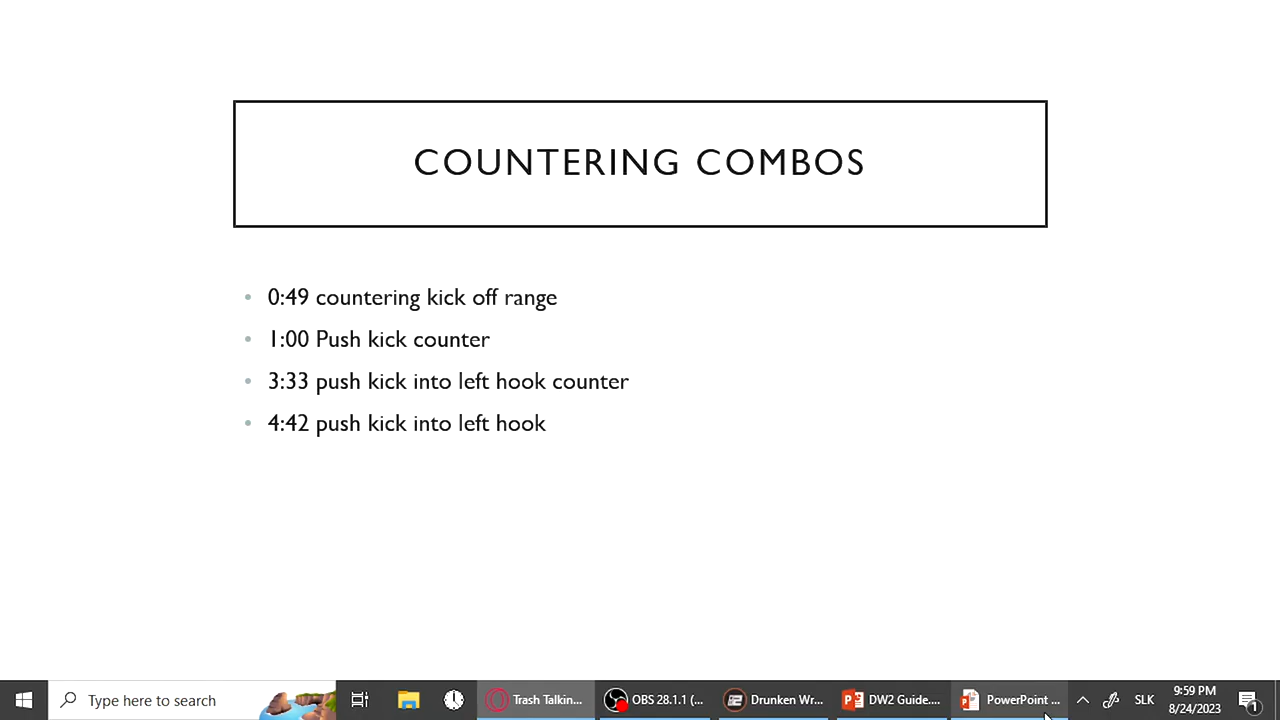 COUNTERING COMBOS
• 0:49 countering kick off range
• 1:00 Push kick counter
• 3:33 push kick into left hook counter
• 4:42 push kick into left hook
Type here to search
Trash Talkin...
OBS 28.1.1 (...
Drunken Wr...
DW2 Guide....
PowerPoint ...
SLK
9:59 PM
8/24/2023
1